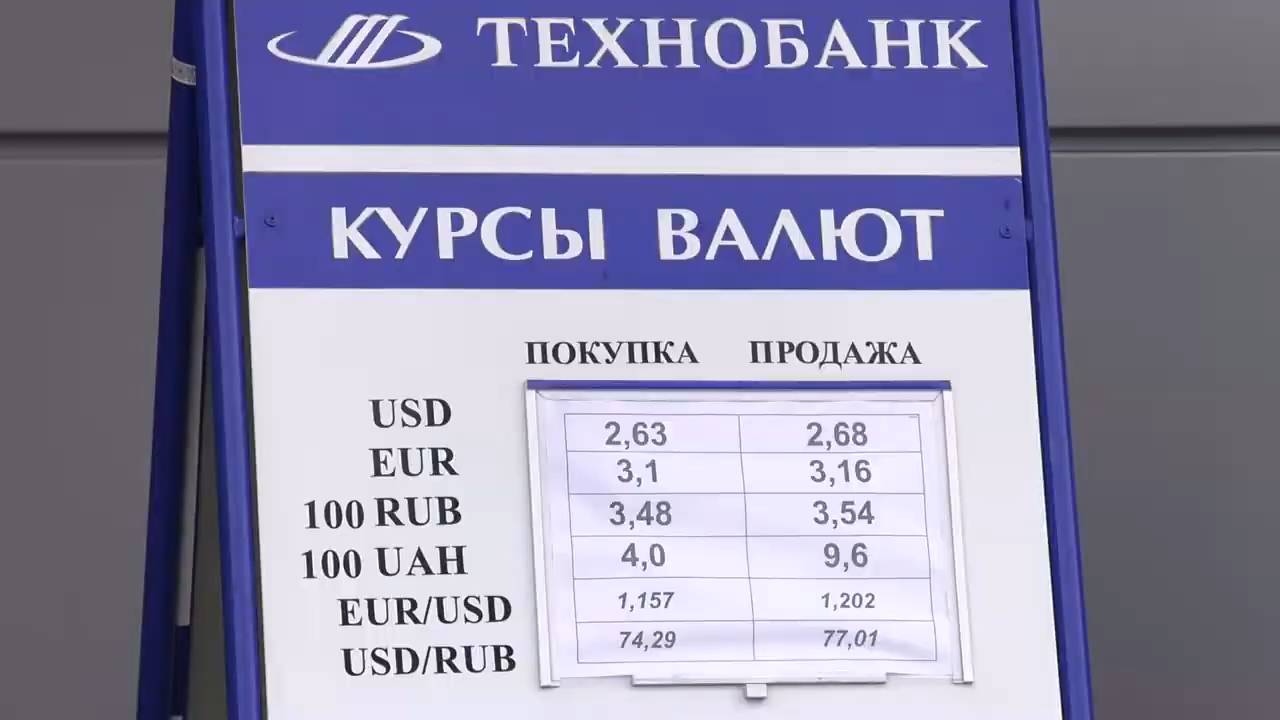 ТЕХНОБАНК
КУРСЫ ВАЛЮТ
ПОКУПКА ПРОДАЖА
USD 2,63 2,68
EUR 3,1 3,16
100 RUB 3,48 3,54
100 UAH 4,0 9,6
EUR/USD 1,157 1,202
USD/RUB 74,29 77,01